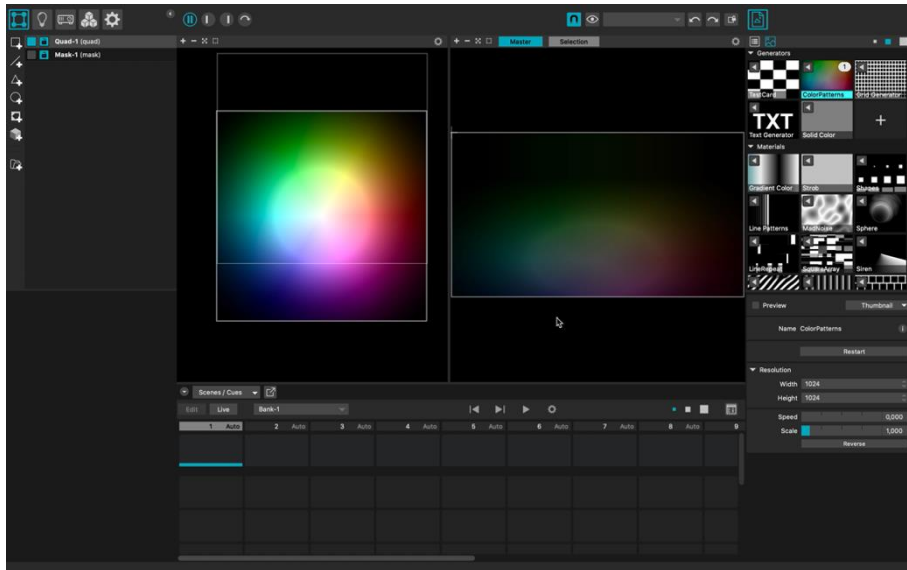 Quad-1 (quad)
Mask-1 (mask)
Master
Selection
Generators
TestCard
ColorPatterns
1
Grid Generator
TXT
Text Generator
Solid Color
Materials
Gradient Color
Strob
Shapes
Line Patterns
MadNoise
Sphere
LineRepeat
SquareArray
Siren
Preview
Thumbnail
Name ColorPatterns
Restart
Resolution
Width 1024
Height 1024
Speed 0,000
Scale 1,000
Reverse
Scenes / Cues
Edit Live Bank-1
1 Auto 2 Auto 3 Auto 4 Auto 5 Auto 6 Auto 7 Auto 8 Auto 9